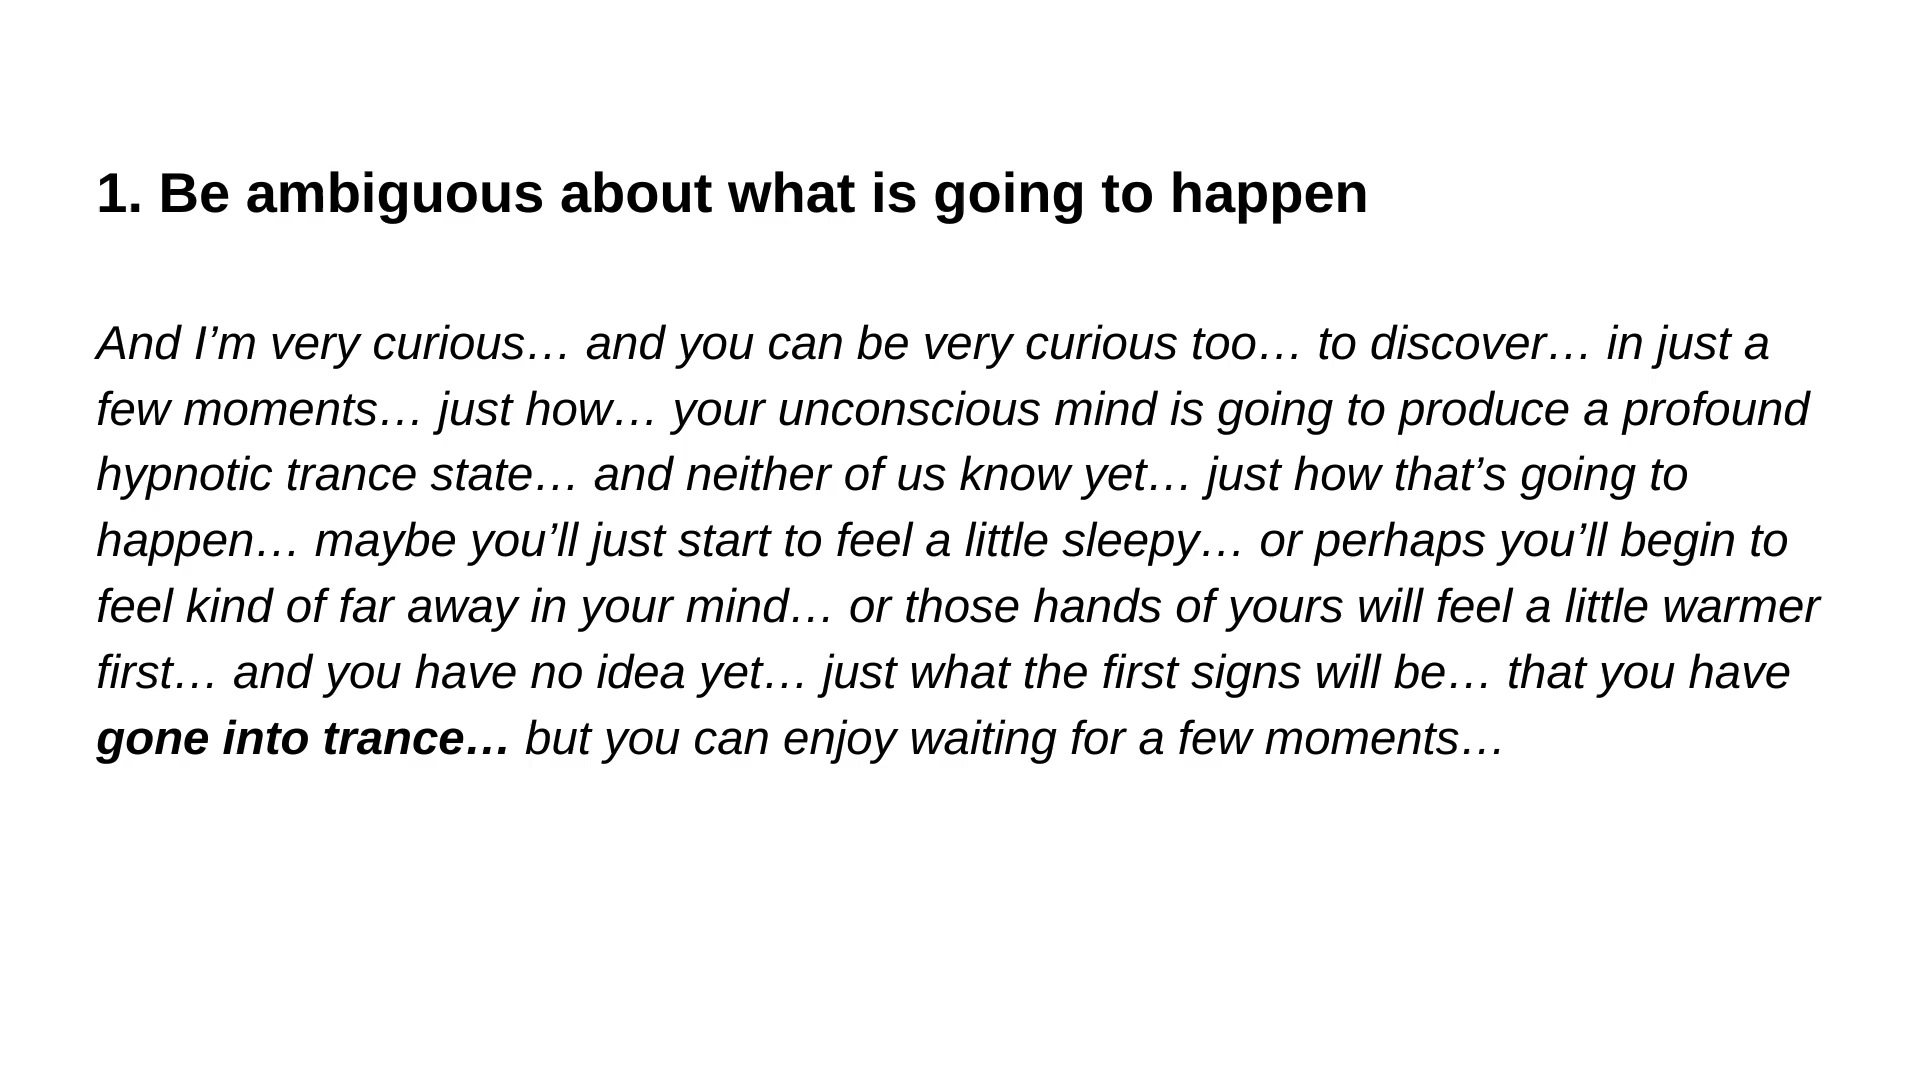 1. Be ambiguous about what is going to happen
And I’m very curious… and you can be very curious too… to discover… in just a
few moments… just how… your unconscious mind is going to produce a profound
hypnotic trance state… and neither of us know yet… just how that’s going to
happen… maybe you’ll just start to feel a little sleepy… or perhaps you’ll begin to
feel kind of far away in your mind… or those hands of yours will feel a little warmer
first… and you have no idea yet… just what the first signs will be… that you have
gone into trance… but you can enjoy waiting for a few moments…